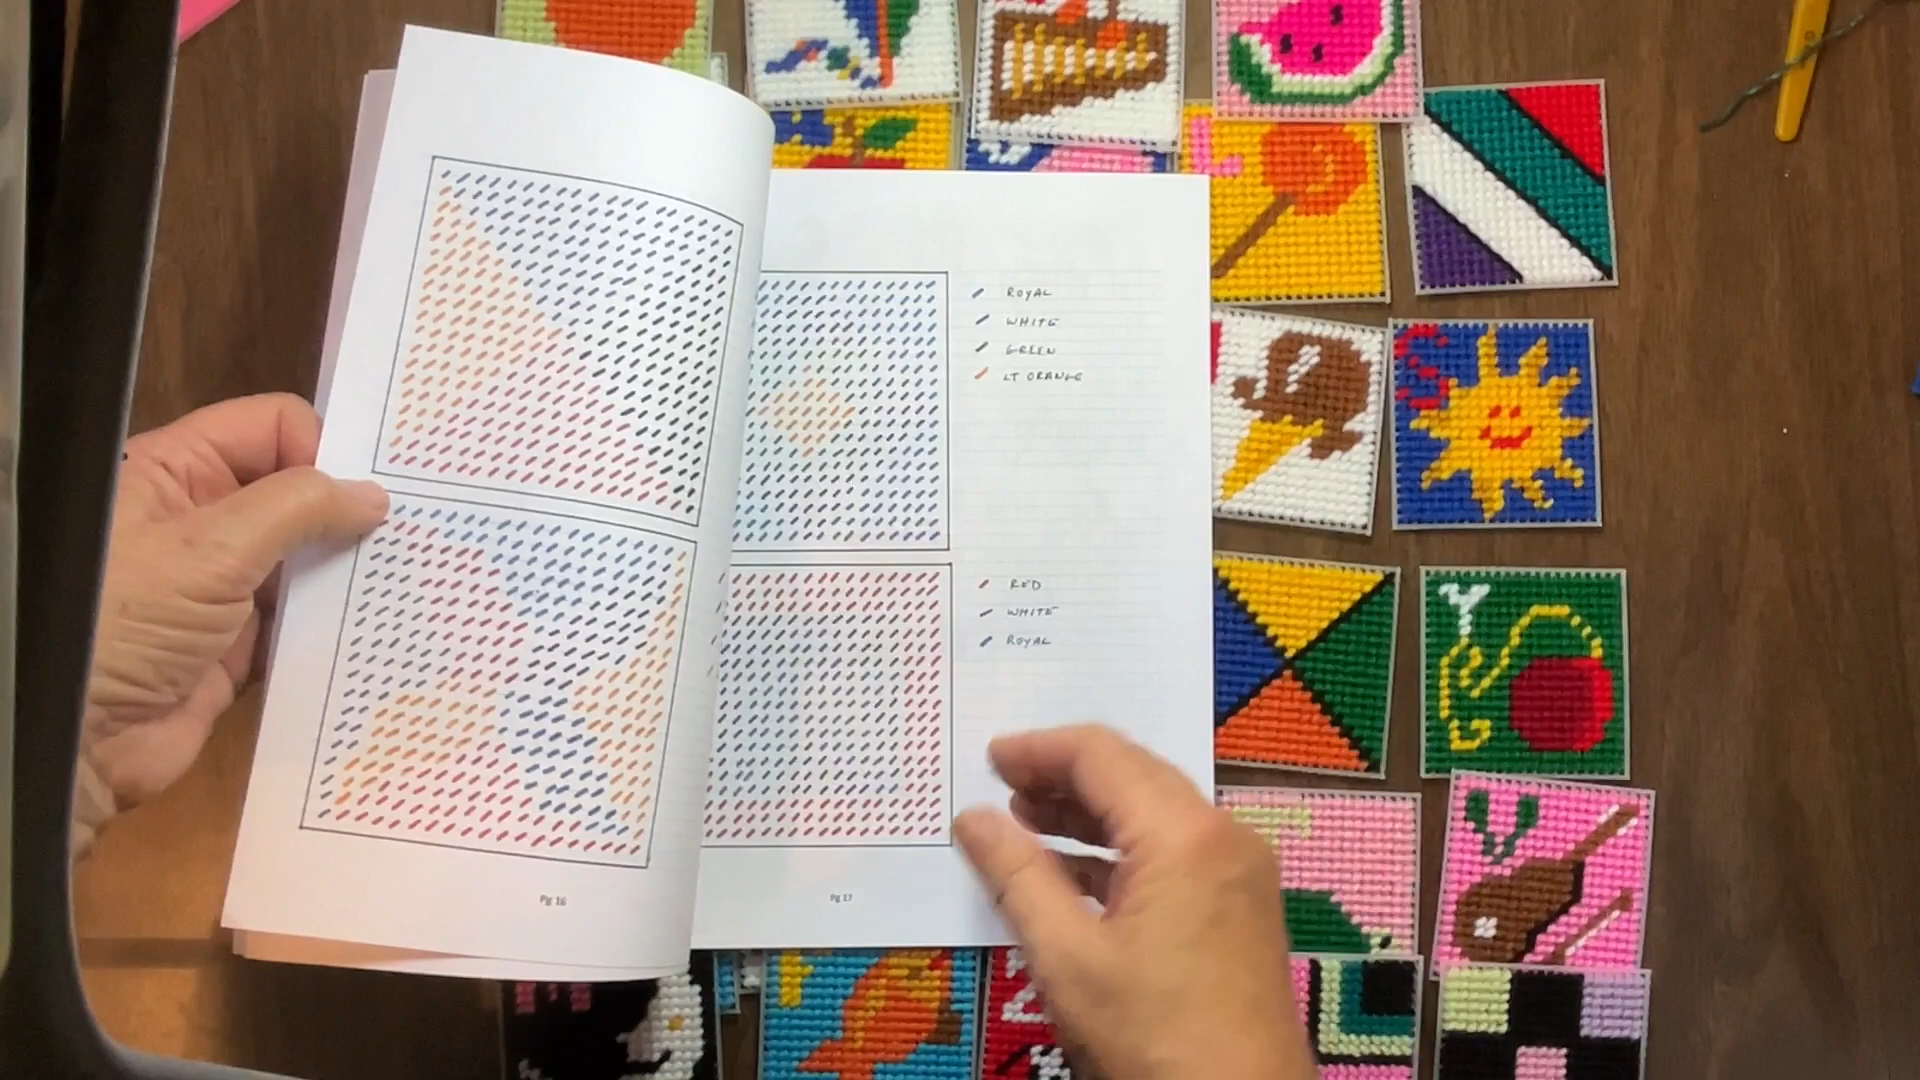 ROYAL
WHITE
GREEN
LT ORANGE
RED
WHITE
ROYAL
Pg 16
Pg 17
L
S
Y
V